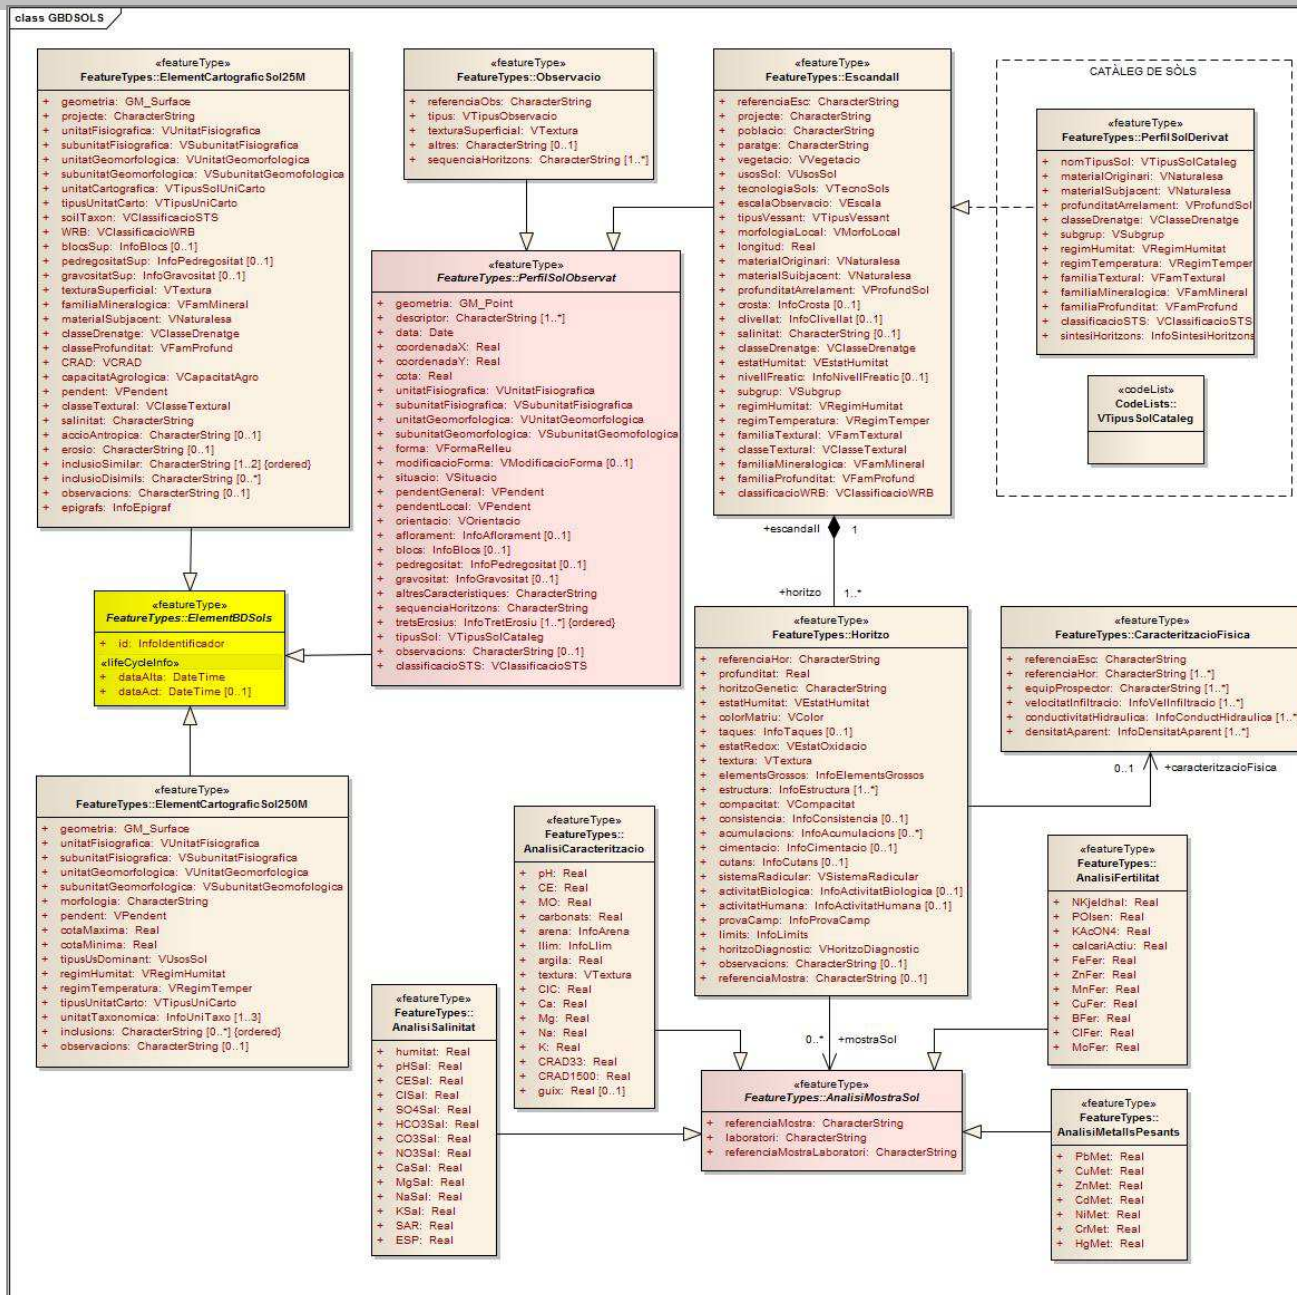 class GBDSOLS
«featureType»
FeatureTypes::ElementCartograficSol25M
+ geometria: GM_Surface
+ projecte: CharacterString
+ unitatFisiografica: VUnitatFisiografica
+ subunitatFisiografica: VSubunitatFisiografica
+ unitatGeomorfologica: VUnitatGeomorfologica
+ subunitatGeomorfologica: VSubunitatGeomofologica
+ unitatCartografica: VTipusSolUniCarto
+ tipusUnitatCarto: VTipusUniCarto
+ soilTaxon: VClassificacioSTS
+ WRB: VClassificacioWRB
+ blocsSup: InfoBlocs [0..1]
+ pedregositatSup: InfoPedregositat [0..1]
+ gravositatSup: InfoGravositat [0..1]
+ texturaSuperficial: VTextura
+ familiaMineralogica: VFamMineral
+ materialSubjacent: VNaturalesa
+ classeDrenatge: VClasseDrenatge
+ classeProfunditat: VFamProfund
+ CRAD: VCRAD
+ capacitatAgrologica: VCapacitatAgro
+ pendent: VPendent
+ classeTextural: VClasseTextural
+ salinitat: CharacterString
+ accioAntropica: CharacterString [0..1]
+ erosio: CharacterString [0..1]
+ inclusioSimilar: CharacterString [1..2] {ordered}
+ inclusioDisimils: CharacterString [0..*]
+ observacions: CharacterString [0..1]
+ epigrafs: InfoEpigraf
«featureType»
FeatureTypes::Observacio
+ referenciaObs: CharacterString
+ tipus: VTipusObservacio
+ texturaSuperficial: VTextura
+ altres: CharacterString [0..1]
+ sequenciaHoritzons: CharacterString [1..*]
«featureType»
FeatureTypes::Escandall
+ referenciaEsc: CharacterString
+ projecte: CharacterString
+ poblacio: CharacterString
+ paratge: CharacterString
+ vegetacio: VVegetacio
+ usosSol: VUsosSol
+ tecnologiaSols: VTecnoSols
+ escalaObservacio: VEscala
+ tipusVessant: VTipusVessant
+ morfologiaLocal: VMorfoLocal
+ longitud: Real
+ materialOriginari: VNaturalesa
+ materialSuibjacent: VNaturalesa
+ profunditatArrelament: VProfundSol
+ crosta: InfoCrosta [0..1]
+ clivellat: InfoClivellat [0..1]
+ salinitat: CharacterString [0..1]
+ classeDrenatge: VClasseDrenatge
+ estatHumitat: VEstatHumitat
+ nivellFreatic: InfoNivellFreatic [0..1]
+ subgrup: VSubgrup
+ regimHumitat: VRegimHumitat
+ regimTemperatura: VRegimTemper
+ familiaTextural: VFamTextural
+ classeTextural: VClasseTextural
+ familiaMineralogica: VFamMineral
+ familiaProfunditat: VFamProfund
+ classificacioWRB: VClassificacioWRB
CATÀLEG DE SÒLS
«featureType»
FeatureTypes::PerfilSolDerivat
+ nomTipusSol: VTipusSolCataleg
+ materialOriginari: VNaturalesa
+ materialSubjacent: VNaturalesa
+ profunditatArrelament: VProfundSol
+ classeDrenatge: VClasseDrenatge
+ subgrup: VSubgrup
+ regimHumitat: VRegimHumitat
+ regimTemperatura: VRegimTemper
+ familiaTextural: VFamTextural
+ familiaMineralogica: VFamMineral
+ familiaProfunditat: VFamProfund
+ classificacioSTS: VClassificacioSTS
+ sintesiHoritzons: InfoSintesiHoritzons
«codeList»
CodeLists::
VTipusSolCataleg
«featureType»
FeatureTypes::PerfilSolObservat
+ geometria: GM_Point
+ descriptor: CharacterString [1..*]
+ data: Date
+ coordenadaX: Real
+ coordenadaY: Real
+ cota: Real
+ unitatFisiografica: VUnitatFisiografica
+ subunitatFisiografica: VSubunitatFisiografica
+ unitatGeomorfologica: VUnitatGeomorfologica
+ subunitatGeomorfologica: VSubunitatGeomofologica
+ forma: VFormaRelleu
+ modificacioForma: VModificacioForma [0..1]
+ situacio: VSituacio
+ pendentGeneral: VPendent
+ pendentLocal: VPendent
+ orientacio: VOrientacio
+ aflorament: InfoAflorament [0..1]
+ blocs: InfoBlocs [0..1]
+ pedregositat: InfoPedregositat [0..1]
+ gravositat: InfoGravositat [0..1]
+ altresCaracteristiques: CharacterString
+ sequenciaHoritzons: CharacterString
+ tretsErosius: InfoTretErosiu [1..*] {ordered}
+ tipusSol: VTipusSolCataleg
+ observacions: CharacterString [0..1]
+ classificacioSTS: VClassificacioSTS
+escandall 1
+horitzo 1..*
«featureType»
FeatureTypes::ElementBDSols
+ id: InfoIdentificador
«lifeCycleInfo»
+ dataAlta: DateTime
+ dataAct: DateTime [0..1]
«featureType»
FeatureTypes::Horitzo
+ referenciaHor: CharacterString
+ profunditat: Real
+ horitzoGenetic: CharacterString
+ estatHumitat: VEstatHumitat
+ colorMatriu: VColor
+ taques: InfoTaques [0..1]
+ estatRedox: VEstatOxidacio
+ textura: VTextura
+ elementsGrossos: InfoElementsGrossos
+ estructura: InfoEstructura [1..*]
+ compacitat: VCompacitat
+ consistencia: InfoConsistencia [0..1]
+ acumulacions: InfoAcumulacions [0..*]
+ cimentacio: InfoCimentacio [0..1]
+ cutans: InfoCutans [0..1]
+ sistemaRadicular: VSistemaRadicular
+ activitatBiologica: InfoActivitatBiologica [0..1]
+ activitatHumana: InfoActivitatHumana [0..1]
+ provaCamp: InfoProvaCamp
+ limits: InfoLimits
+ horitzoDiagnostic: VHoritzoDiagnostic
+ observacions: CharacterString [0..1]
+ referenciaMostra: CharacterString [0..1]
«featureType»
FeatureTypes::CaracteritzacioFisica
+ referenciaEsc: CharacterString
+ referenciaHor: CharacterString [1..*]
+ equipProspector: CharacterString [1..*]
+ velocitatInfiltracio: InfoVelInfiltracio [1..*]
+ conductivitatHidraulica: InfoConductHidraulica [1..*
+ densitatAparent: InfoDensitatAparent [1..*]
0..1 +caracteritzacioFisica
«featureType»
FeatureTypes::ElementCartograficSol250M
+ geometria: GM_Surface
+ unitatFisiografica: VUnitatFisiografica
+ subunitatFisiografica: VSubunitatFisiografica
+ unitatGeomorfologica: VUnitatGeomorfologica
+ subunitatGeomorfologica: VSubunitatGeomofologica
+ morfologia: CharacterString
+ pendent: VPendent
+ cotaMaxima: Real
+ cotaMinima: Real
+ tipusUsDominant: VUsosSol
+ regimHumitat: VRegimHumitat
+ regimTemperatura: VRegimTemper
+ tipusUnitatCarto: VTipusUniCarto
+ unitatTaxonomica: InfoUniTaxo [1..3]
+ inclusions: CharacterString [0..*] {ordered}
+ observacions: CharacterString [0..1]
«featureType»
FeatureTypes::
AnalisiCaracteritzacio
+ pH: Real
+ CE: Real
+ MO: Real
+ carbonats: Real
+ arena: InfoArena
+ llim: InfoLlim
+ argila: Real
+ textura: VTextura
+ CIC: Real
+ Ca: Real
+ Mg: Real
+ Na: Real
+ K: Real
+ CRAD33: Real
+ CRAD1500: Real
+ guix: Real [0..1]
«featureType»
FeatureTypes::
AnalisiFertilitat
+ NKjeldhal: Real
+ POlsen: Real
+ KAcON4: Real
+ calcariActiu: Real
+ FeFer: Real
+ ZnFer: Real
+ MnFer: Real
+ CuFer: Real
+ BFer: Real
+ ClFer: Real
+ MoFer: Real
«featureType»
FeatureTypes::
AnalisiSalinitat
+ humitat: Real
+ pHSal: Real
+ CESal: Real
+ ClSal: Real
+ SO4Sal: Real
+ HCO3Sal: Real
+ CO3Sal: Real
+ NO3Sal: Real
+ CaSal: Real
+ MgSal: Real
+ NaSal: Real
+ KSal: Real
+ SAR: Real
+ ESP: Real
0..* +mostraSol
«featureType»
FeatureTypes::AnalisiMostraSol
+ referenciaMostra: CharacterString
+ laboratori: CharacterString
+ referenciaMostraLaboratori: CharacterString
«featureType»
FeatureTypes::
AnalisiMetallsPesants
+ PbMet: Real
+ CuMet: Real
+ ZnMet: Real
+ CdMet: Real
+ NiMet: Real
+ CrMet: Real
+ HgMet: Real